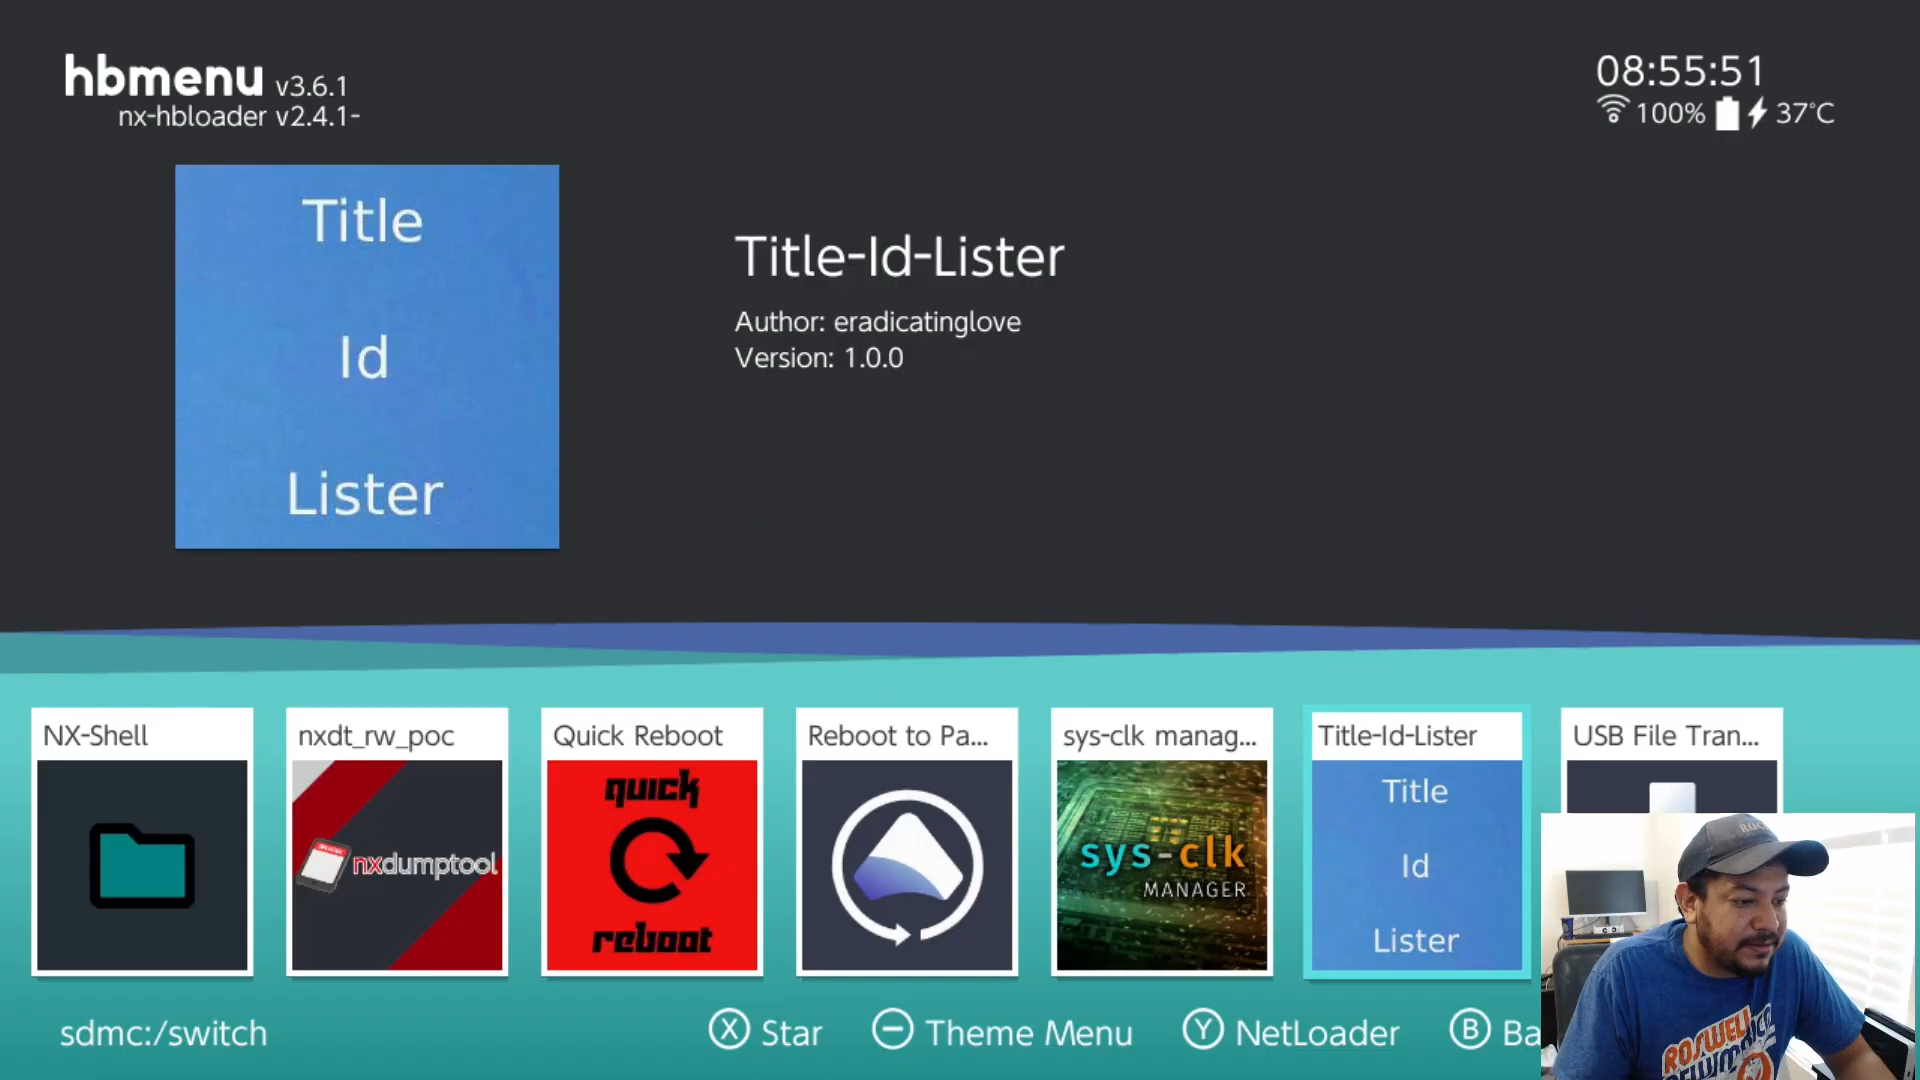 hbmenu v3.6.1
nx-hbloader v2.4.1-
08:55:51
100% 37°C
Title
Id
Lister
Title-Id-Lister
Author: eradicatinglove
Version: 1.0.0
NX-Shell
nxdt_rw_poc
Quick Reboot
Reboot to Pa...
sys-clk manag...
Title-Id-Lister
USB File Tran...
nxdumptool
quick
reboot
sys-clk
MANAGER
Title
Id
Lister
sdmc:/switch
X Star
Theme Menu
Y NetLoader
B Ba
ROSWELL